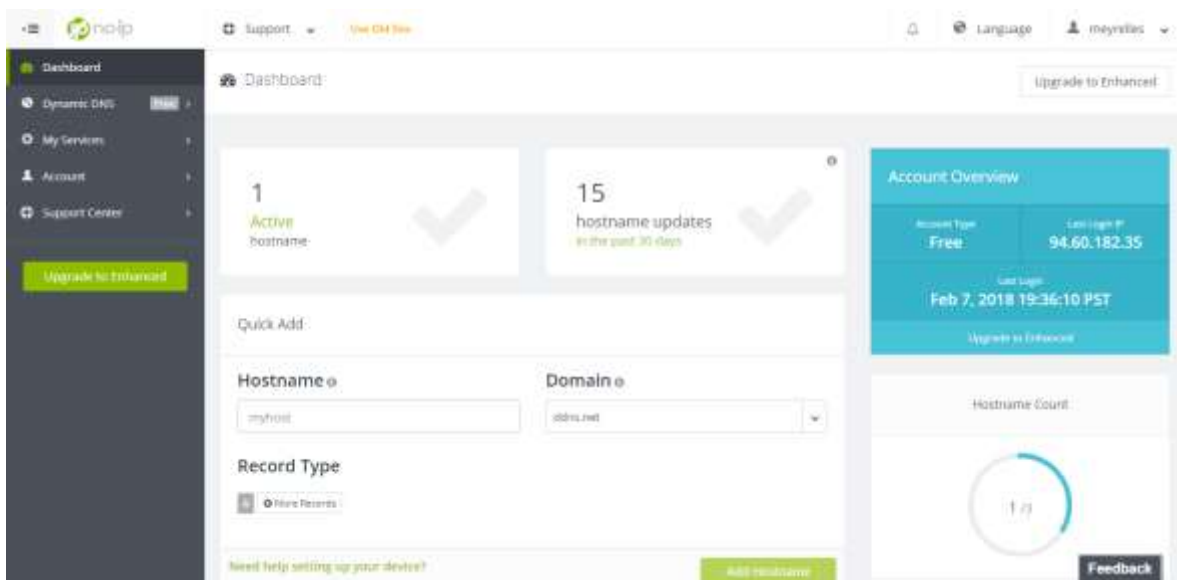 noip
Support
Use Old Site
Language
meyrelles
Dashboard
Dynamic DNS
Free
My Services
Account
Support Center
Upgrade to Enhanced
Dashboard
Upgrade to Enhanced
1
Active
hostname
15
hostname updates
in the past 30 days
Account Overview
Account Type
Free
Last Login IP
94.60.182.35
Last Login
Feb 7, 2018 19:36:10 PST
Upgrade to Enhanced
Quick Add
Hostname
myhost
Domain
ddns.net
Record Type
More Records
Need help setting up your device?
Add Hostname
Hostname Count
1 /3
Feedback